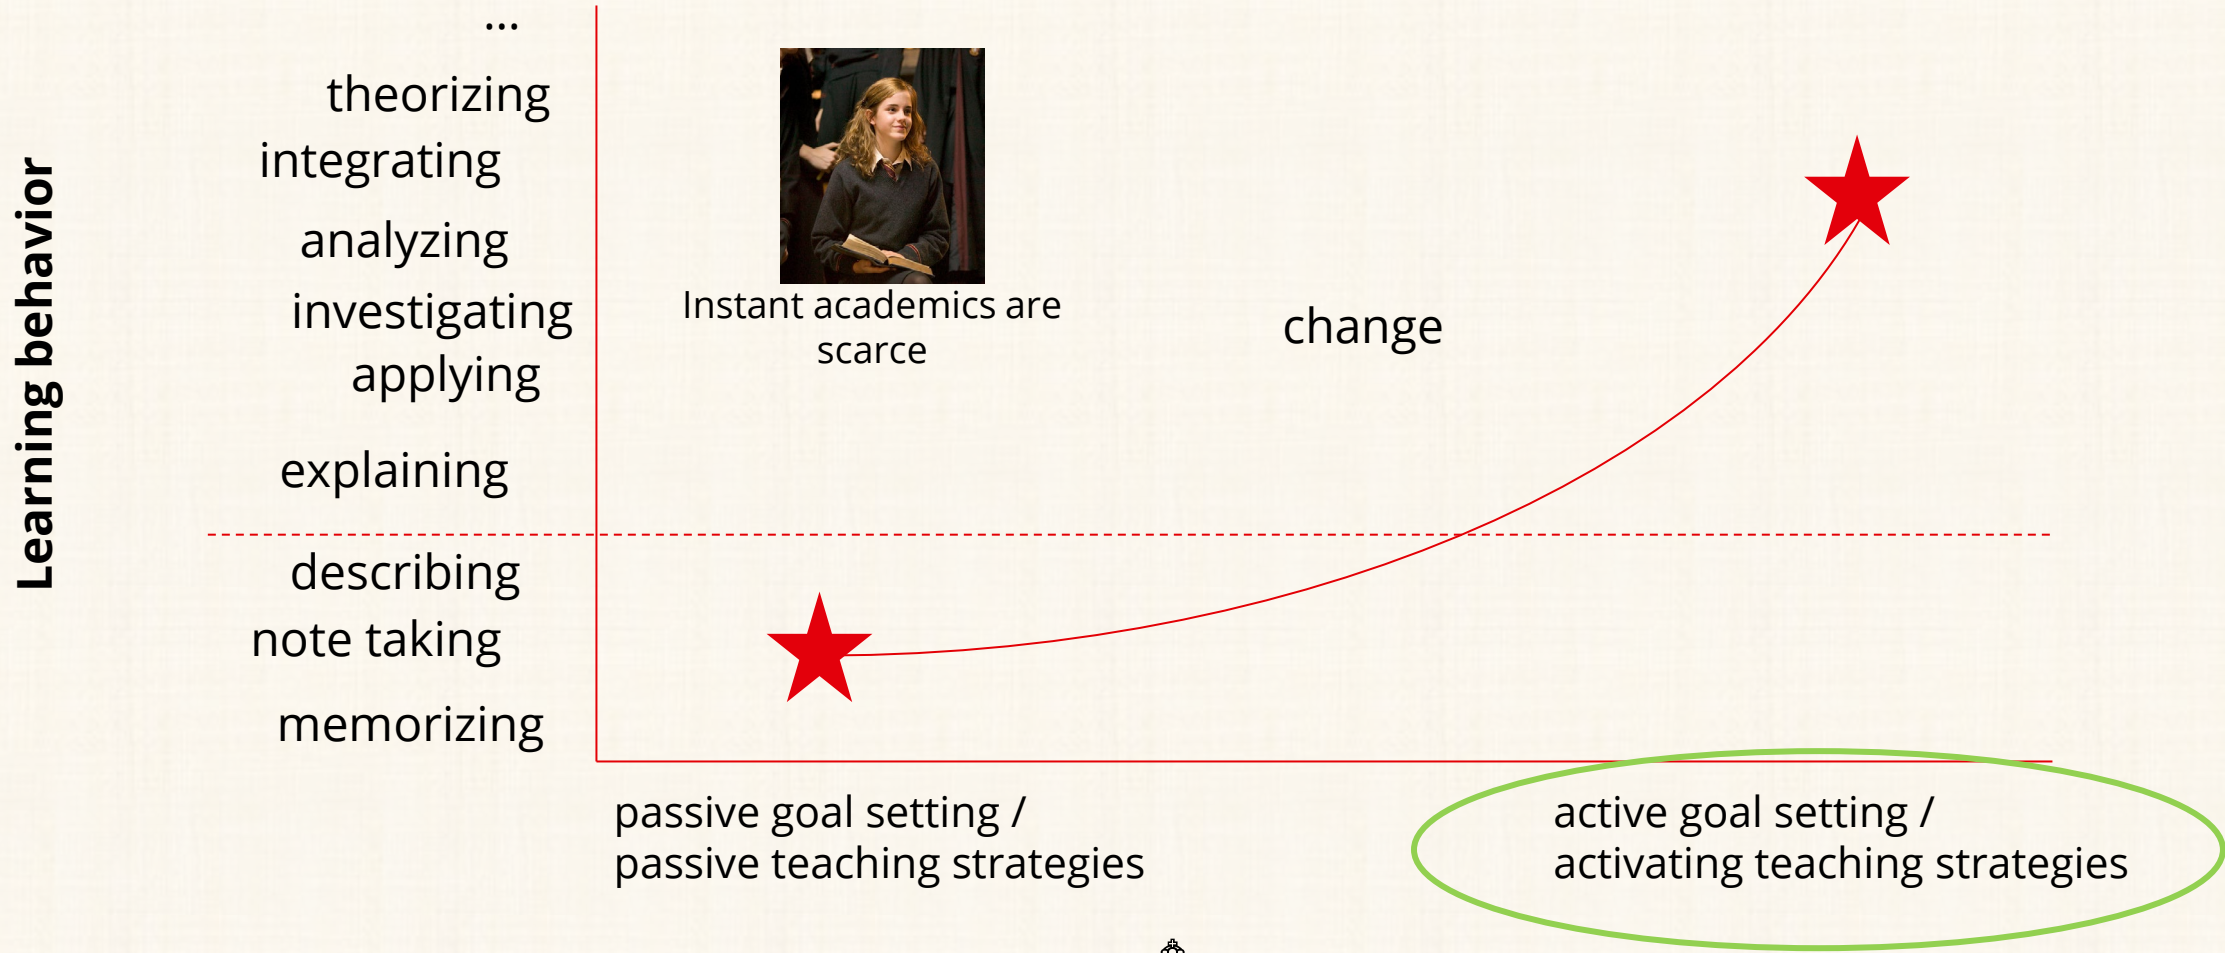 ...
theorizing
integrating
analyzing
investigating
applying
explaining
describing
note taking
memorizing
Learning behavior
Instant academics are
scarce
change
passive goal setting /
passive teaching strategies
active goal setting /
activating teaching strategies